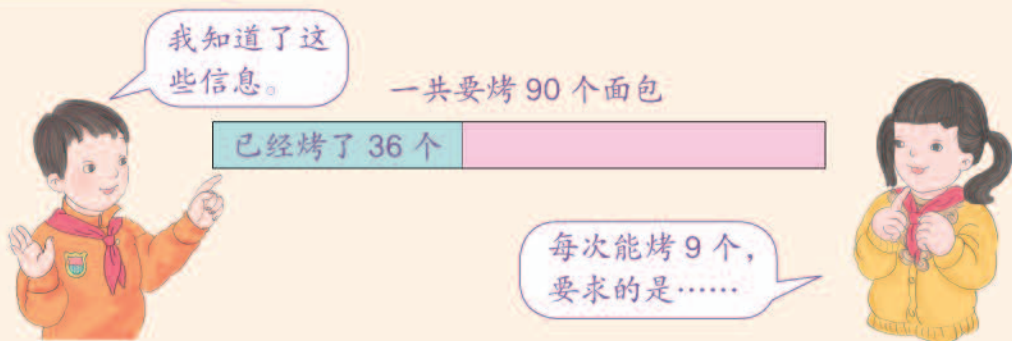 我知道了这
些信息。
一共要烤 90 个面包
已经烤了 36 个
每次能烤 9 个，
要求的是……